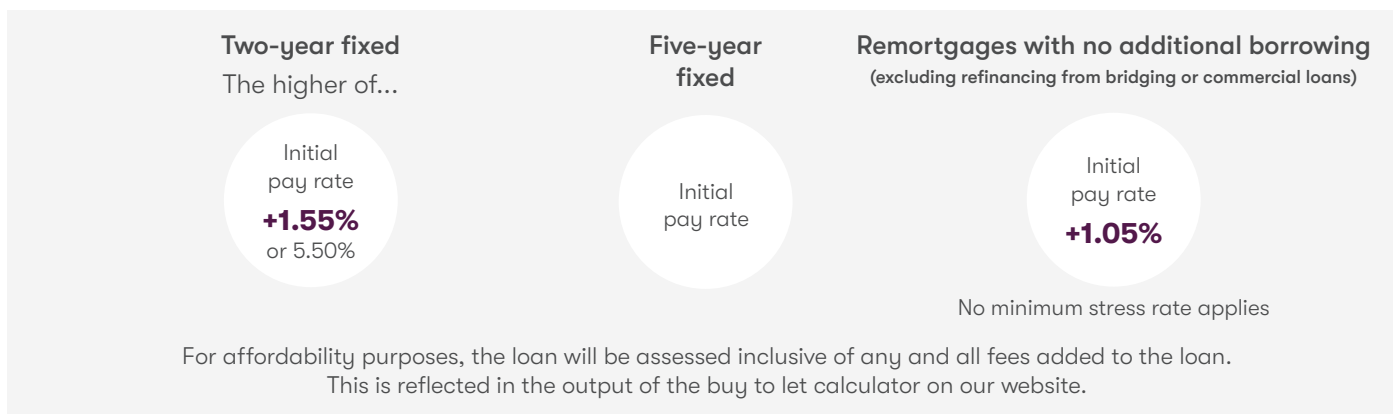 Two-year fixed
The higher of...
Initial
pay rate
+1.55%
or 5.50%
Five-year
fixed
Initial
pay rate
Remortgages with no additional borrowing
(excluding refinancing from bridging or commercial loans)
Initial
pay rate
+1.05%
No minimum stress rate applies
For affordability purposes, the loan will be assessed inclusive of any and all fees added to the loan.
This is reflected in the output of the buy to let calculator on our website.